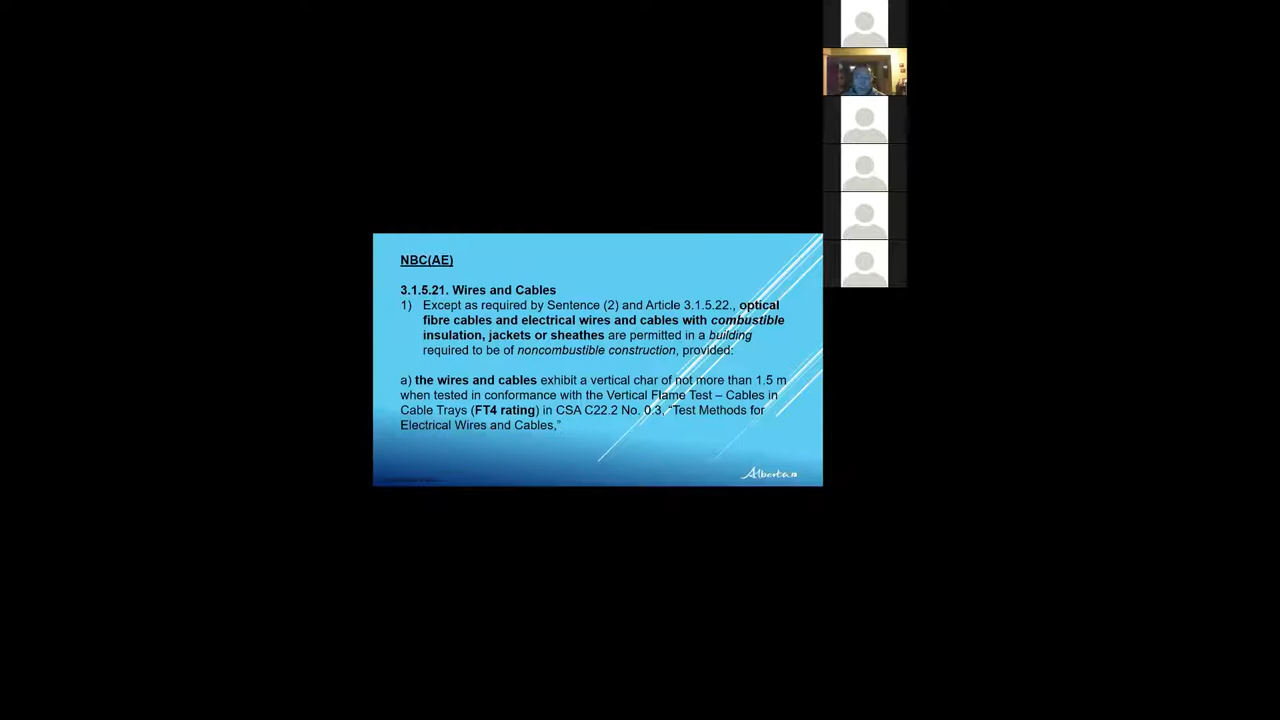 NBC(AE)
3.1.5.21. Wires and Cables
1) Except as required by Sentence (2) and Article 3.1.5.22., optical
fibre cables and electrical wires and cables with combustible
insulation, jackets or sheathes are permitted in a building
required to be of noncombustible construction, provided:
a) the wires and cables exhibit a vertical char of not more than 1.5 m
when tested in conformance with the Vertical Flame Test – Cables in
Cable Trays (FT4 rating) in CSA C22.2 No. 0.3, “Test Methods for
Electrical Wires and Cables,”
Alberta